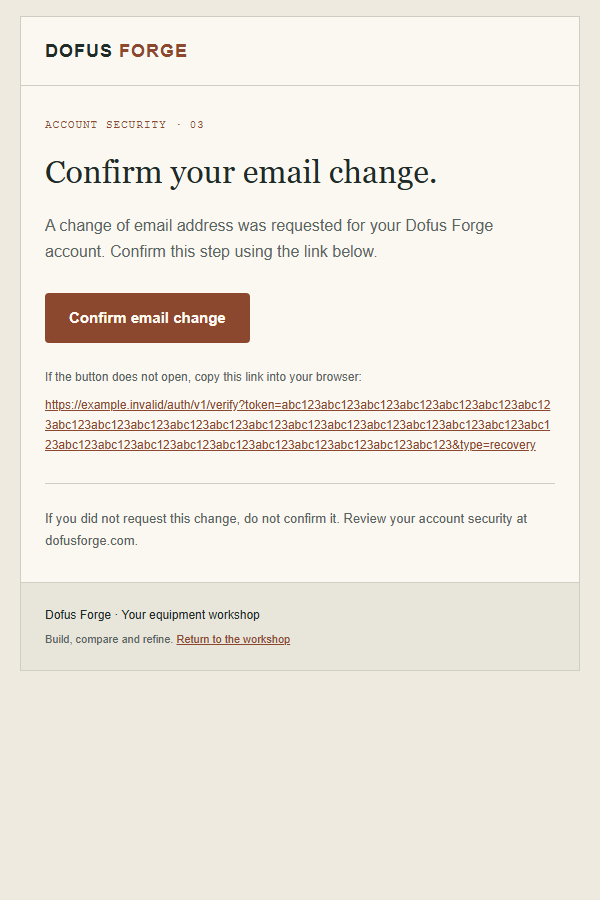 DOFUS FORGE
ACCOUNT SECURITY · 03
Confirm your email change.
A change of email address was requested for your Dofus Forge
account. Confirm this step using the link below.
Confirm email change
If the button does not open, copy this link into your browser:
https://example.invalid/auth/v1/verify?token=abc123abc123abc123abc123abc123abc123abc12
3abc123abc123abc123abc123abc123abc123abc123abc123abc123abc123abc123abc123abc1
23abc123abc123abc123abc123abc123abc123abc123abc123abc123abc123&type=recovery
If you did not request this change, do not confirm it. Review your account security at
dofusforge.com.
Dofus Forge · Your equipment workshop
Build, compare and refine. Return to the workshop